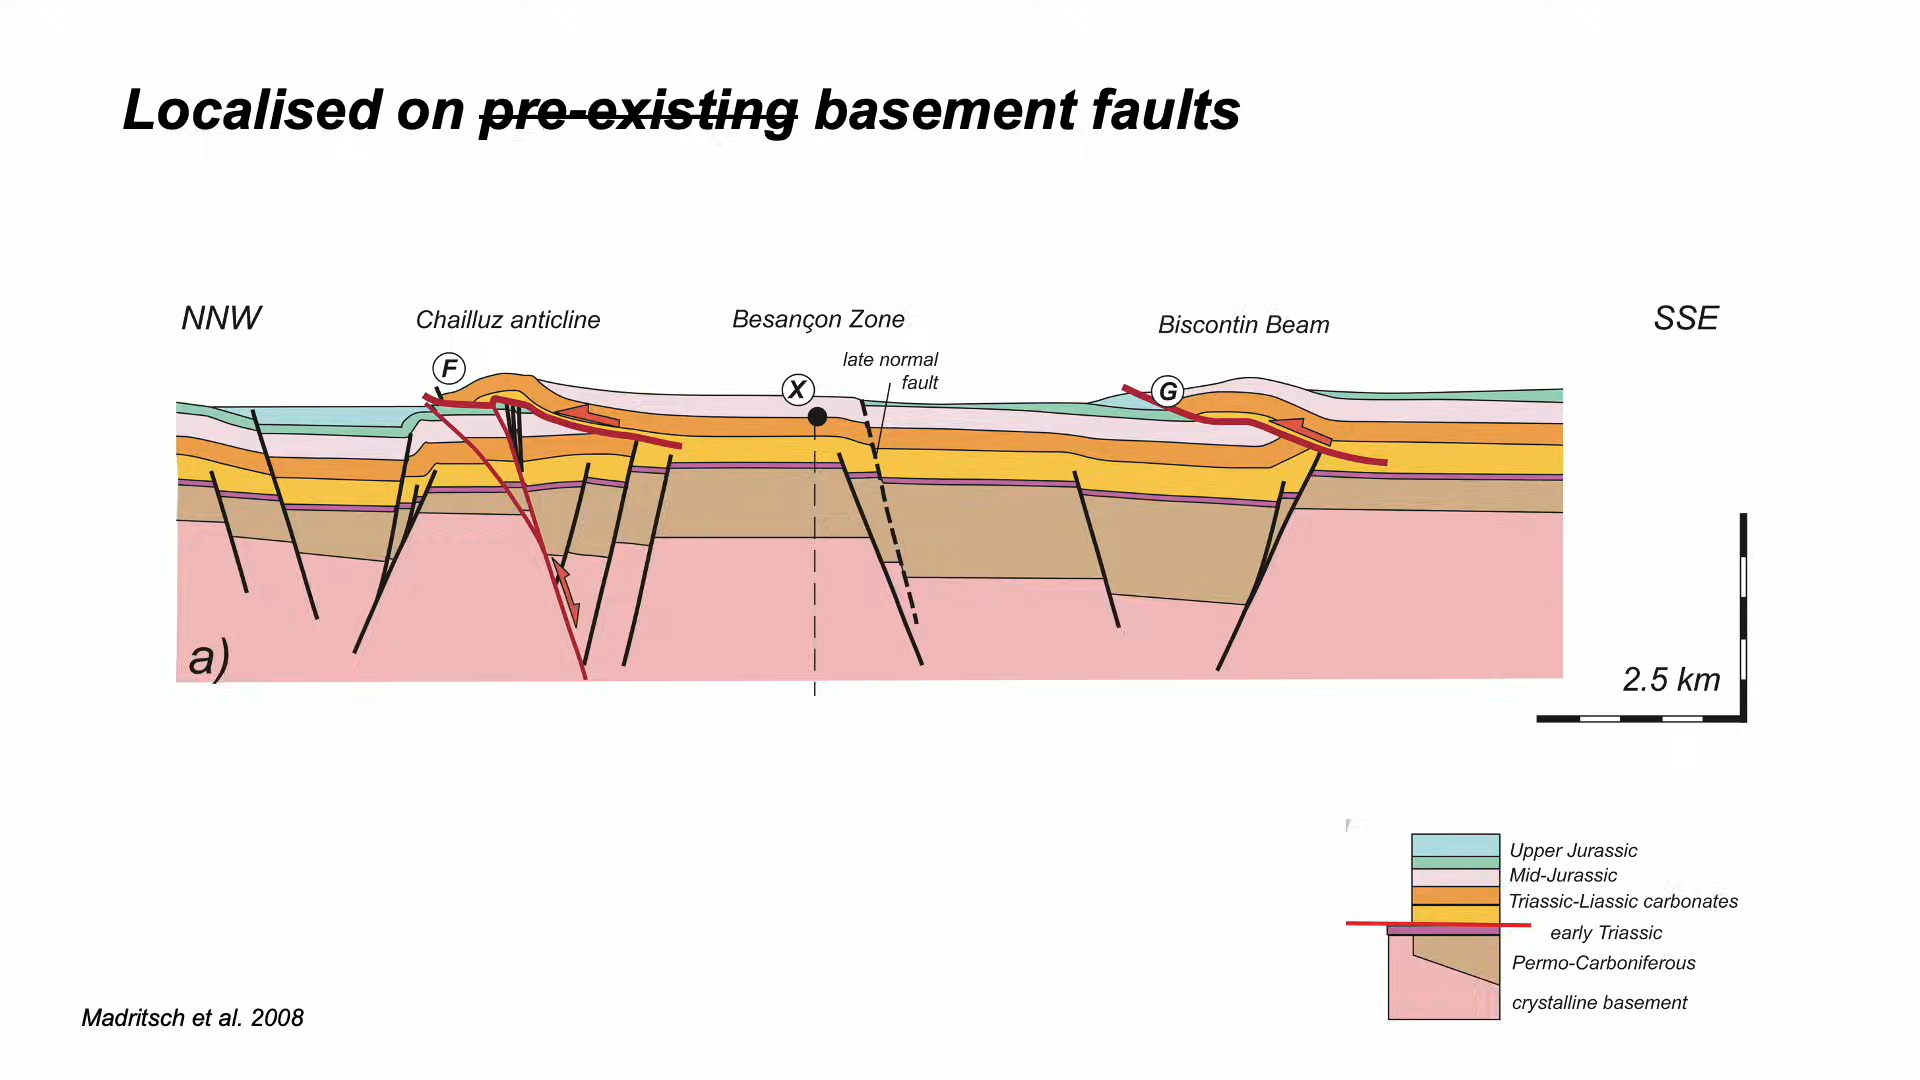 Localised on pre-existing basement faults
NNW
Chailluz anticline
Besançon Zone
Biscontin Beam
SSE
late normal
fault
F
X
G
a)
2.5 km
Upper Jurassic
Mid-Jurassic
Triassic-Liassic carbonates
early Triassic
Permo-Carboniferous
crystalline basement
Madritsch et al. 2008